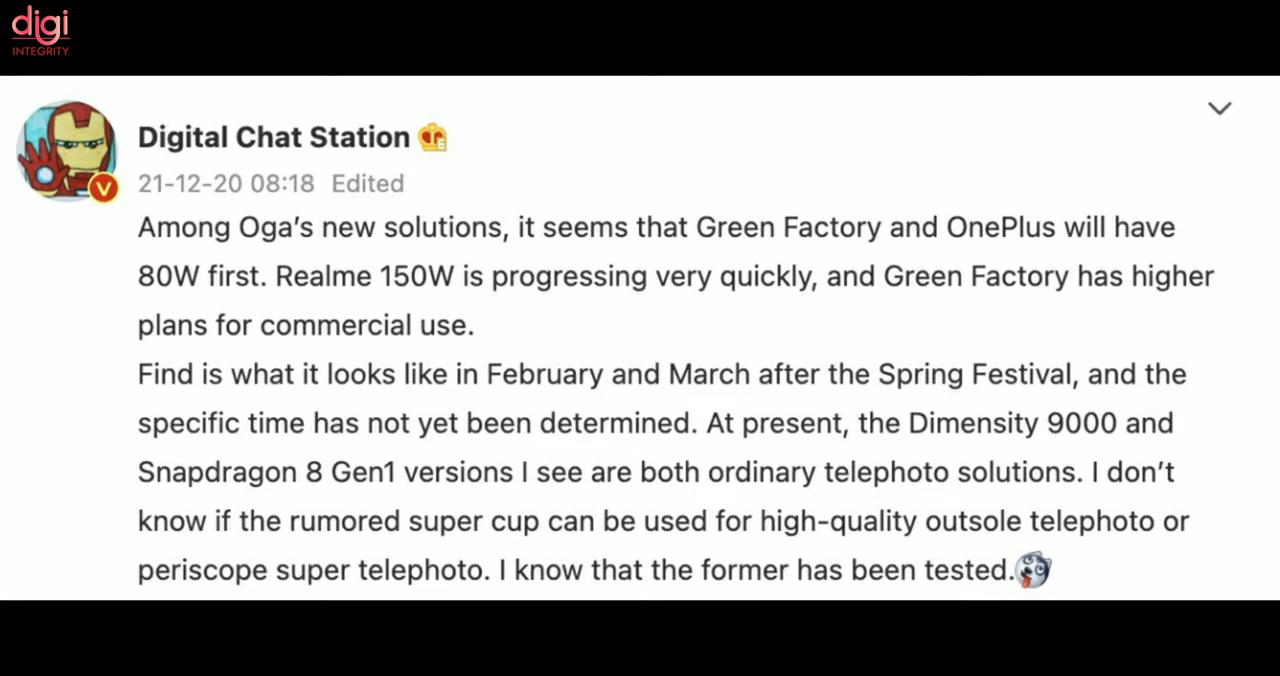 digi
INTEGRITY
Digital Chat Station
21-12-20 08:18 Edited
Among Oga's new solutions, it seems that Green Factory and OnePlus will have
80W first. Realme 150W is progressing very quickly, and Green Factory has higher
plans for commercial use.
Find is what it looks like in February and March after the Spring Festival, and the
specific time has not yet been determined. At present, the Dimensity 9000 and
Snapdragon 8 Gen1 versions I see are both ordinary telephoto solutions. I don't
know if the rumored super cup can be used for high-quality outsole telephoto or
periscope super telephoto. I know that the former has been tested.